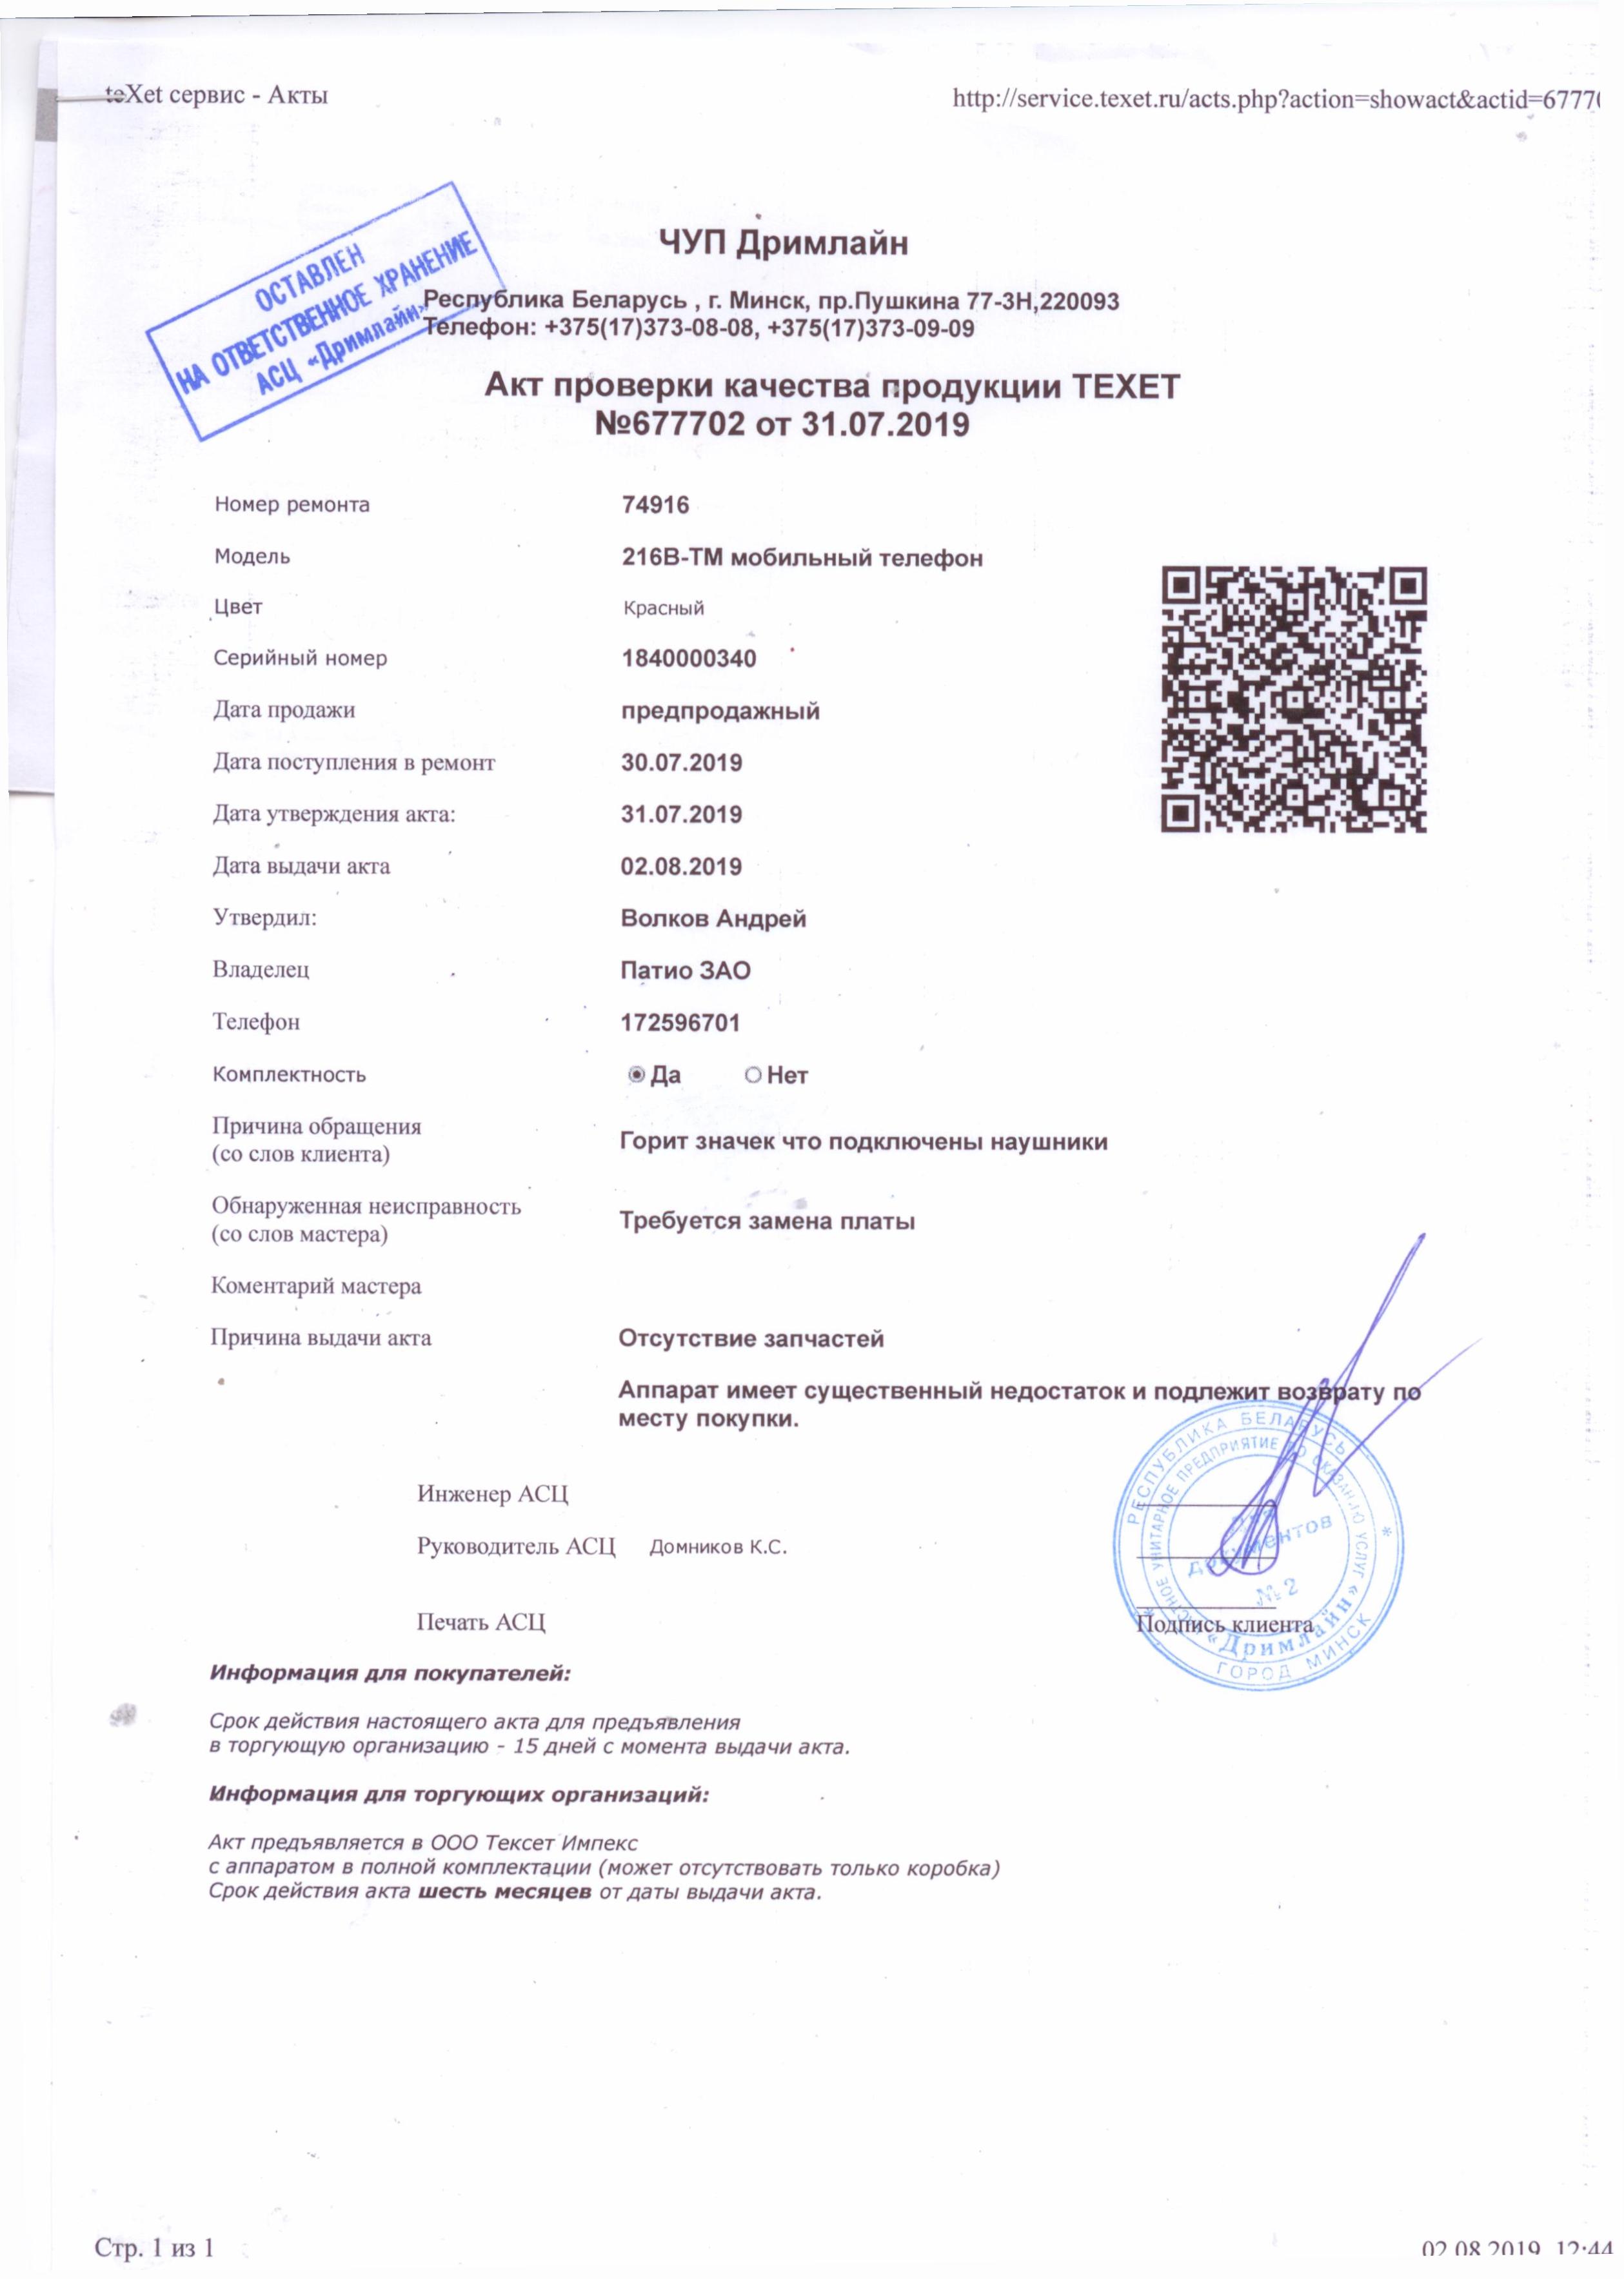 teXet сервис - Акты
http://service.texet.ru/acts.php?action=showact&actid=6777
ОСТАВЛЕН
НА ОТВЕТСТВЕННОЕ ХРАНЕНИЕ
АСЦ «Дримлайн»
ЧУП Дримлайн
Республика Беларусь , г. Минск, пр.Пушкина 77-3Н,220093
Телефон: +375(17)373-08-08, +375(17)373-09-09
Акт проверки качества продукции TEXET
№677702 от 31.07.2019
Номер ремонта 74916
Модель 216B-TM мобильный телефон
Цвет Красный
Серийный номер 1840000340
Дата продажи предпродажный
Дата поступления в ремонт 30.07.2019
Дата утверждения акта: 31.07.2019
Дата выдачи акта 02.08.2019
Утвердил: Волков Андрей
Владелец Патио ЗАО
Телефон 172596701
Комплектность Да Нет
Причина обращения
(со слов клиента) Горит значек что подключены наушники
Обнаруженная неисправность
(со слов мастера) Требуется замена платы
Коментарий мастера
Причина выдачи акта Отсутствие запчастей
Аппарат имеет существенный недостаток и подлежит возврату по
месту покупки.
Инженер АСЦ
Руководитель АСЦ Домников К.С.
Печать АСЦ
Подпись клиента
РЕСПУБЛИКА БЕЛАРУСЬ
ЧАСТНОЕ УНИТАРНОЕ ПРЕДПРИЯТИЕ ПО ОКАЗАНИЮ УСЛУГ
«Дримлайн»
ГОРОД МИНСК
Для
документов
№ 2
Информация для покупателей:
Срок действия настоящего акта для предъявления
в торгующую организацию - 15 дней с момента выдачи акта.
Информация для торгующих организаций:
Акт предъявляется в ООО Тексет Импекс
с аппаратом в полной комплектации (может отсутствовать только коробка)
Срок действия акта шесть месяцев от даты выдачи акта.
Стр. 1 из 1
02.08.2019 12:44